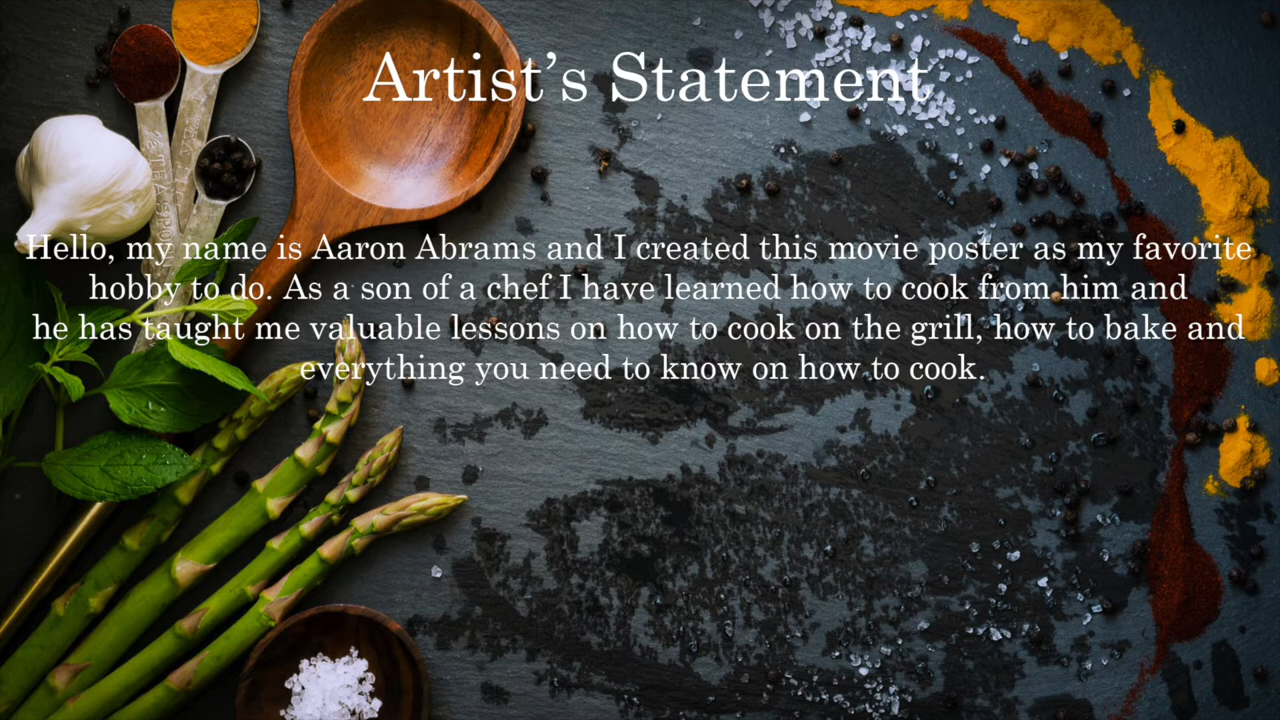 Artist’s Statement
Hello, my name is Aaron Abrams and I created this movie poster as my favorite
hobby to do. As a son of a chef I have learned how to cook from him and
he has taught me valuable lessons on how to cook on the grill, how to bake and
everything you need to know on how to cook.